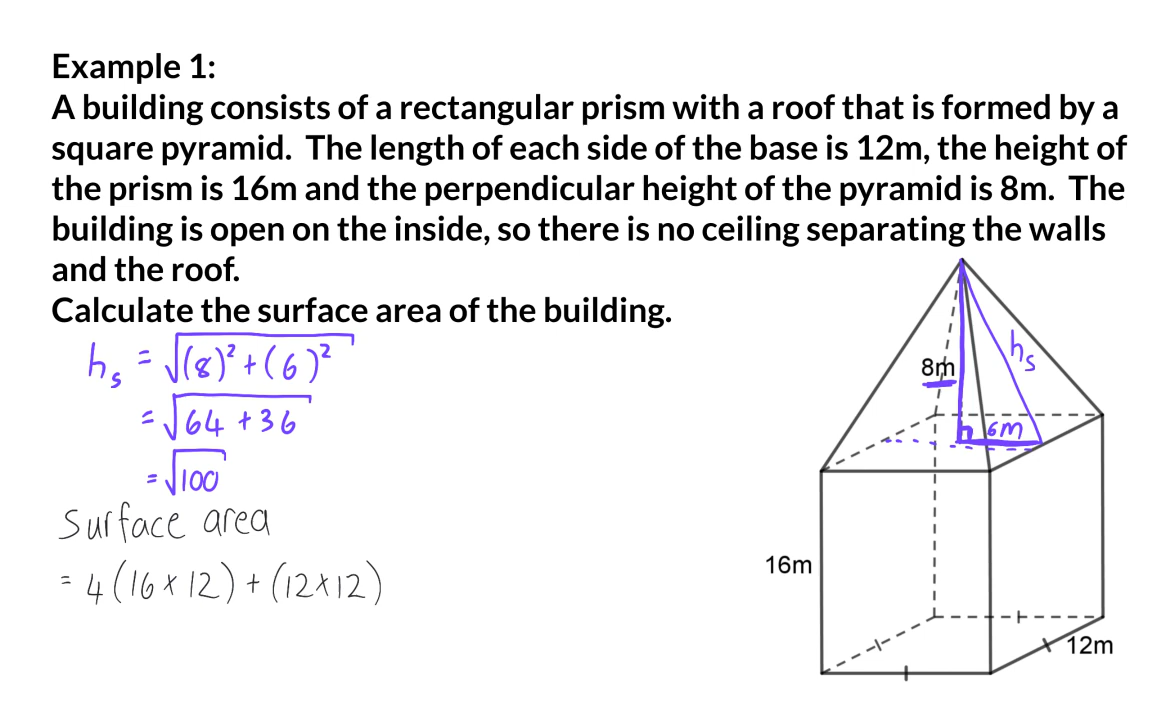 Example 1:
A building consists of a rectangular prism with a roof that is formed by a
square pyramid. The length of each side of the base is 12m, the height of
the prism is 16m and the perpendicular height of the pyramid is 8m. The
building is open on the inside, so there is no ceiling separating the walls
and the roof.
Calculate the surface area of the building.
hₛ = √(8)² + (6)²
= √64 + 36
= √100
Surface area
= 4(16 × 12) + (12 × 12)
hₛ
8m
6m
16m
12m